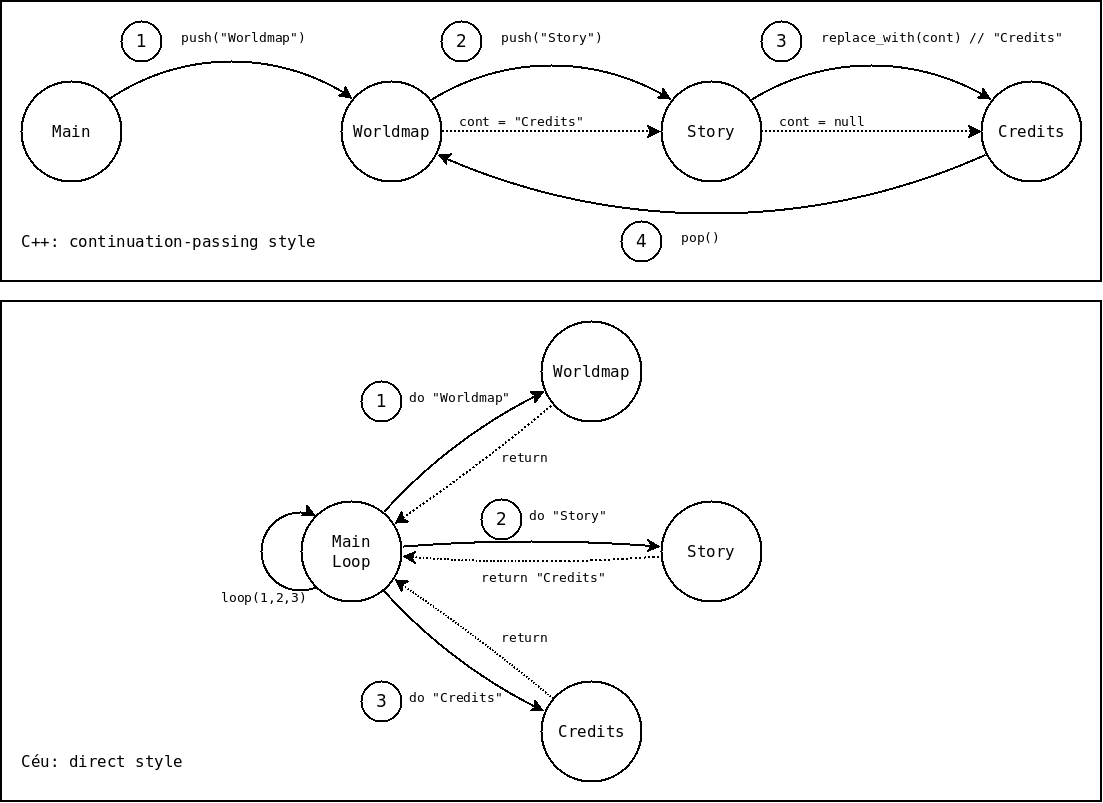 1 push("Worldmap")
2 push("Story")
3 replace_with(cont) // "Credits"
Main
Worldmap
cont = "Credits"
Story
cont = null
Credits
4 pop()
C++: continuation-passing style
Worldmap
1 do "Worldmap"
return
2 do "Story"
Main
Loop
Story
return "Credits"
loop(1,2,3)
return
3 do "Credits"
Credits
Céu: direct style